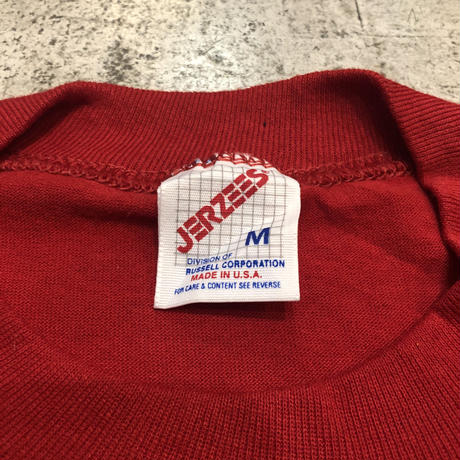 JERZEES
M
DIVISION OF
RUSSELL CORPORATION
MADE IN U.S.A.
FOR CARE & CONTENT SEE REVERSE